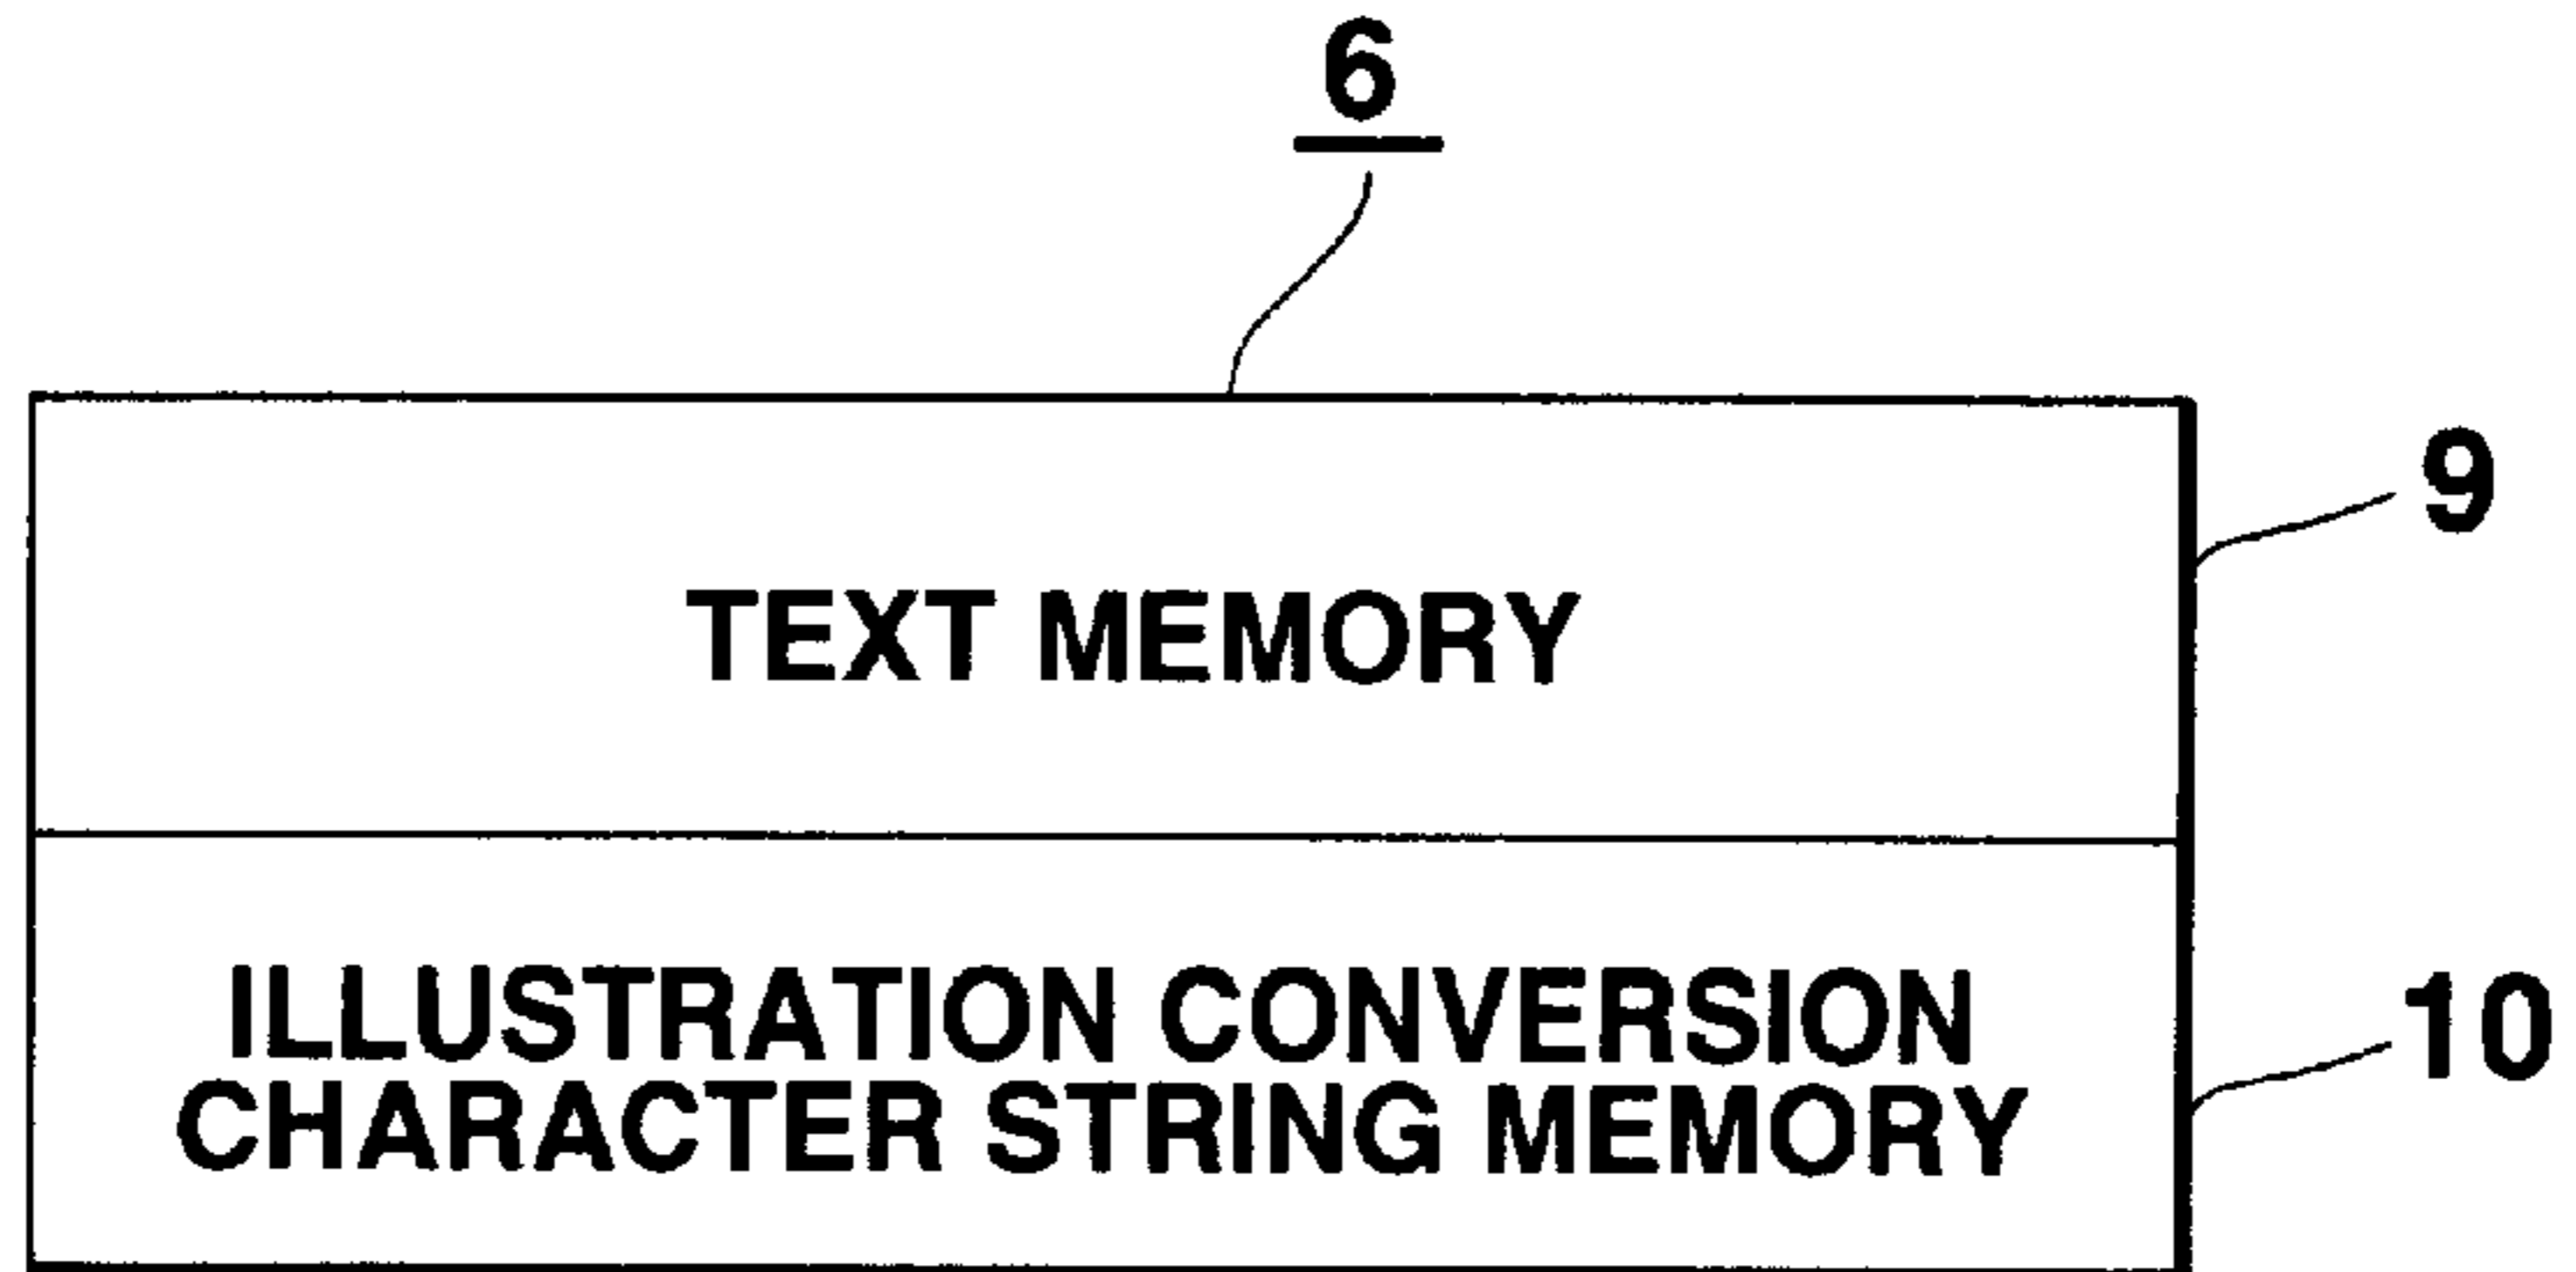 6
9
TEXT MEMORY
ILLUSTRATION CONVERSION
10
CHARACTER STRING MEMORY